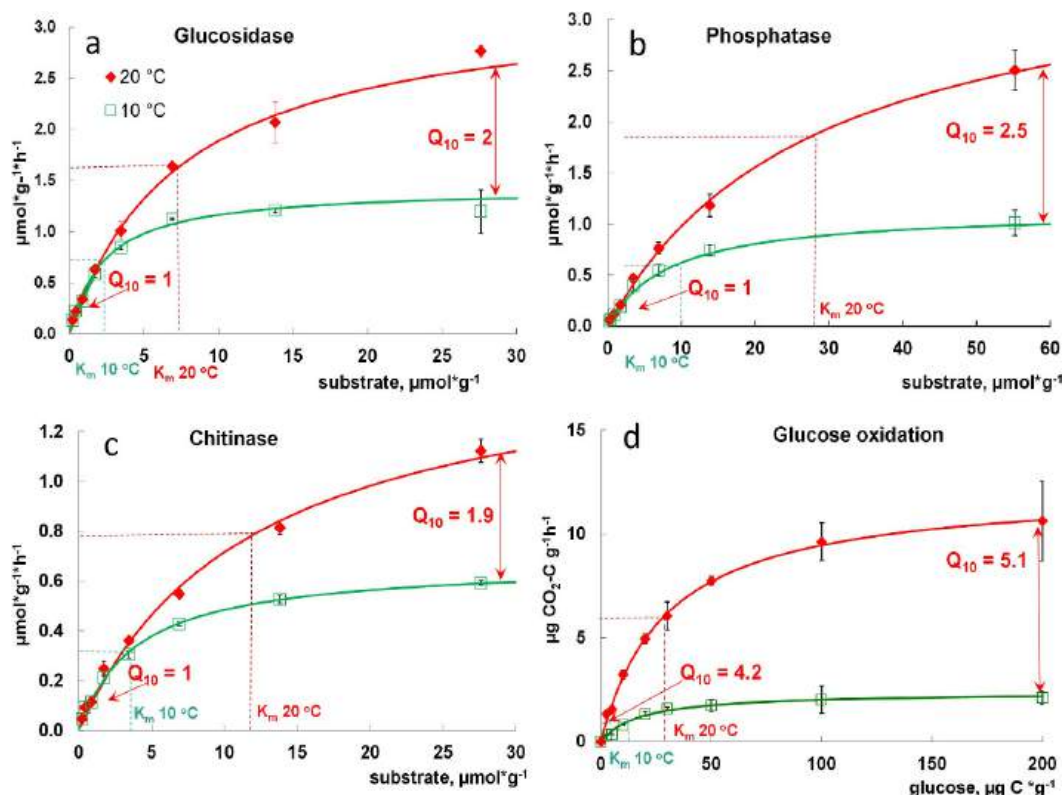 a
Glucosidase
20 °C
10 °C
µmol*g-1*h-1
3.0
2.5
2.0
1.5
1.0
0.5
0.0
Q10 = 2
Q10 = 1
0 5 10 15 20 25 30
Km 10 °C
Km 20 °C
substrate, µmol*g-1
b
Phosphatase
µmol*g-1*h-1
3.0
2.5
2.0
1.5
1.0
0.5
0.0
Q10 = 2.5
Q10 = 1
Km 20 °C
0 10 20 30 40 50 60
Km 10 °C
substrate, µmol*g-1
c
Chitinase
µmol*g-1*h-1
1.2
1.0
0.8
0.6
0.4
0.2
0.0
Q10 = 1.9
Q10 = 1
Km 10 °C
Km 20 °C
0 5 10 15 20 25 30
substrate, µmol*g-1
d
Glucose oxidation
µg CO2-C g-1h-1
15
10
5
0
Q10 = 5.1
Q10 = 4.2
Km 20 °C
Km 10 °C
0 50 100 150 200
glucose, µg C *g-1